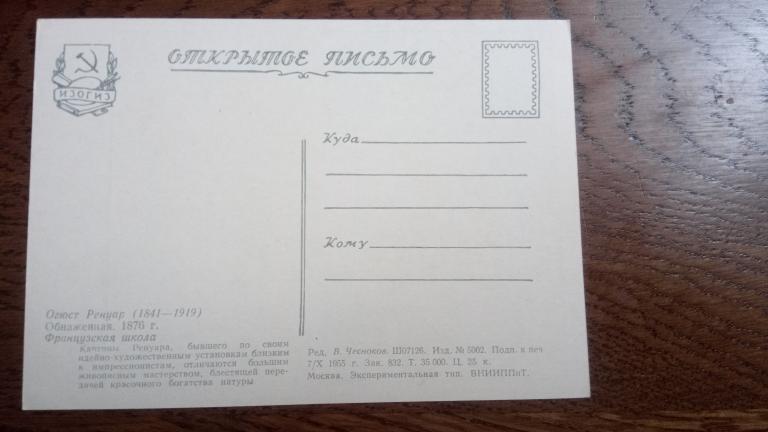 ИЗОГИЗ
ОТКРЫТОЕ ПИСЬМО
Куда
Кому
Огюст Ренуар (1841—1919)
Обнаженная. 1876 г.
Французская школа
Картины Ренуара, бывшего по своим
идейно-художественным установкам близким
к импрессионистам, отличаются большим
живописным мастерством, блестящей пере-
дачей красочного богатства натуры
Ред. В. Чесноков. Ш07126. Изд. № 5002. Подп. к печ
7/X 1955 г. Зак. 832. Т. 35 000. Ц. 25 к.
Москва. Экспериментальная тип. ВНИИППиТ.